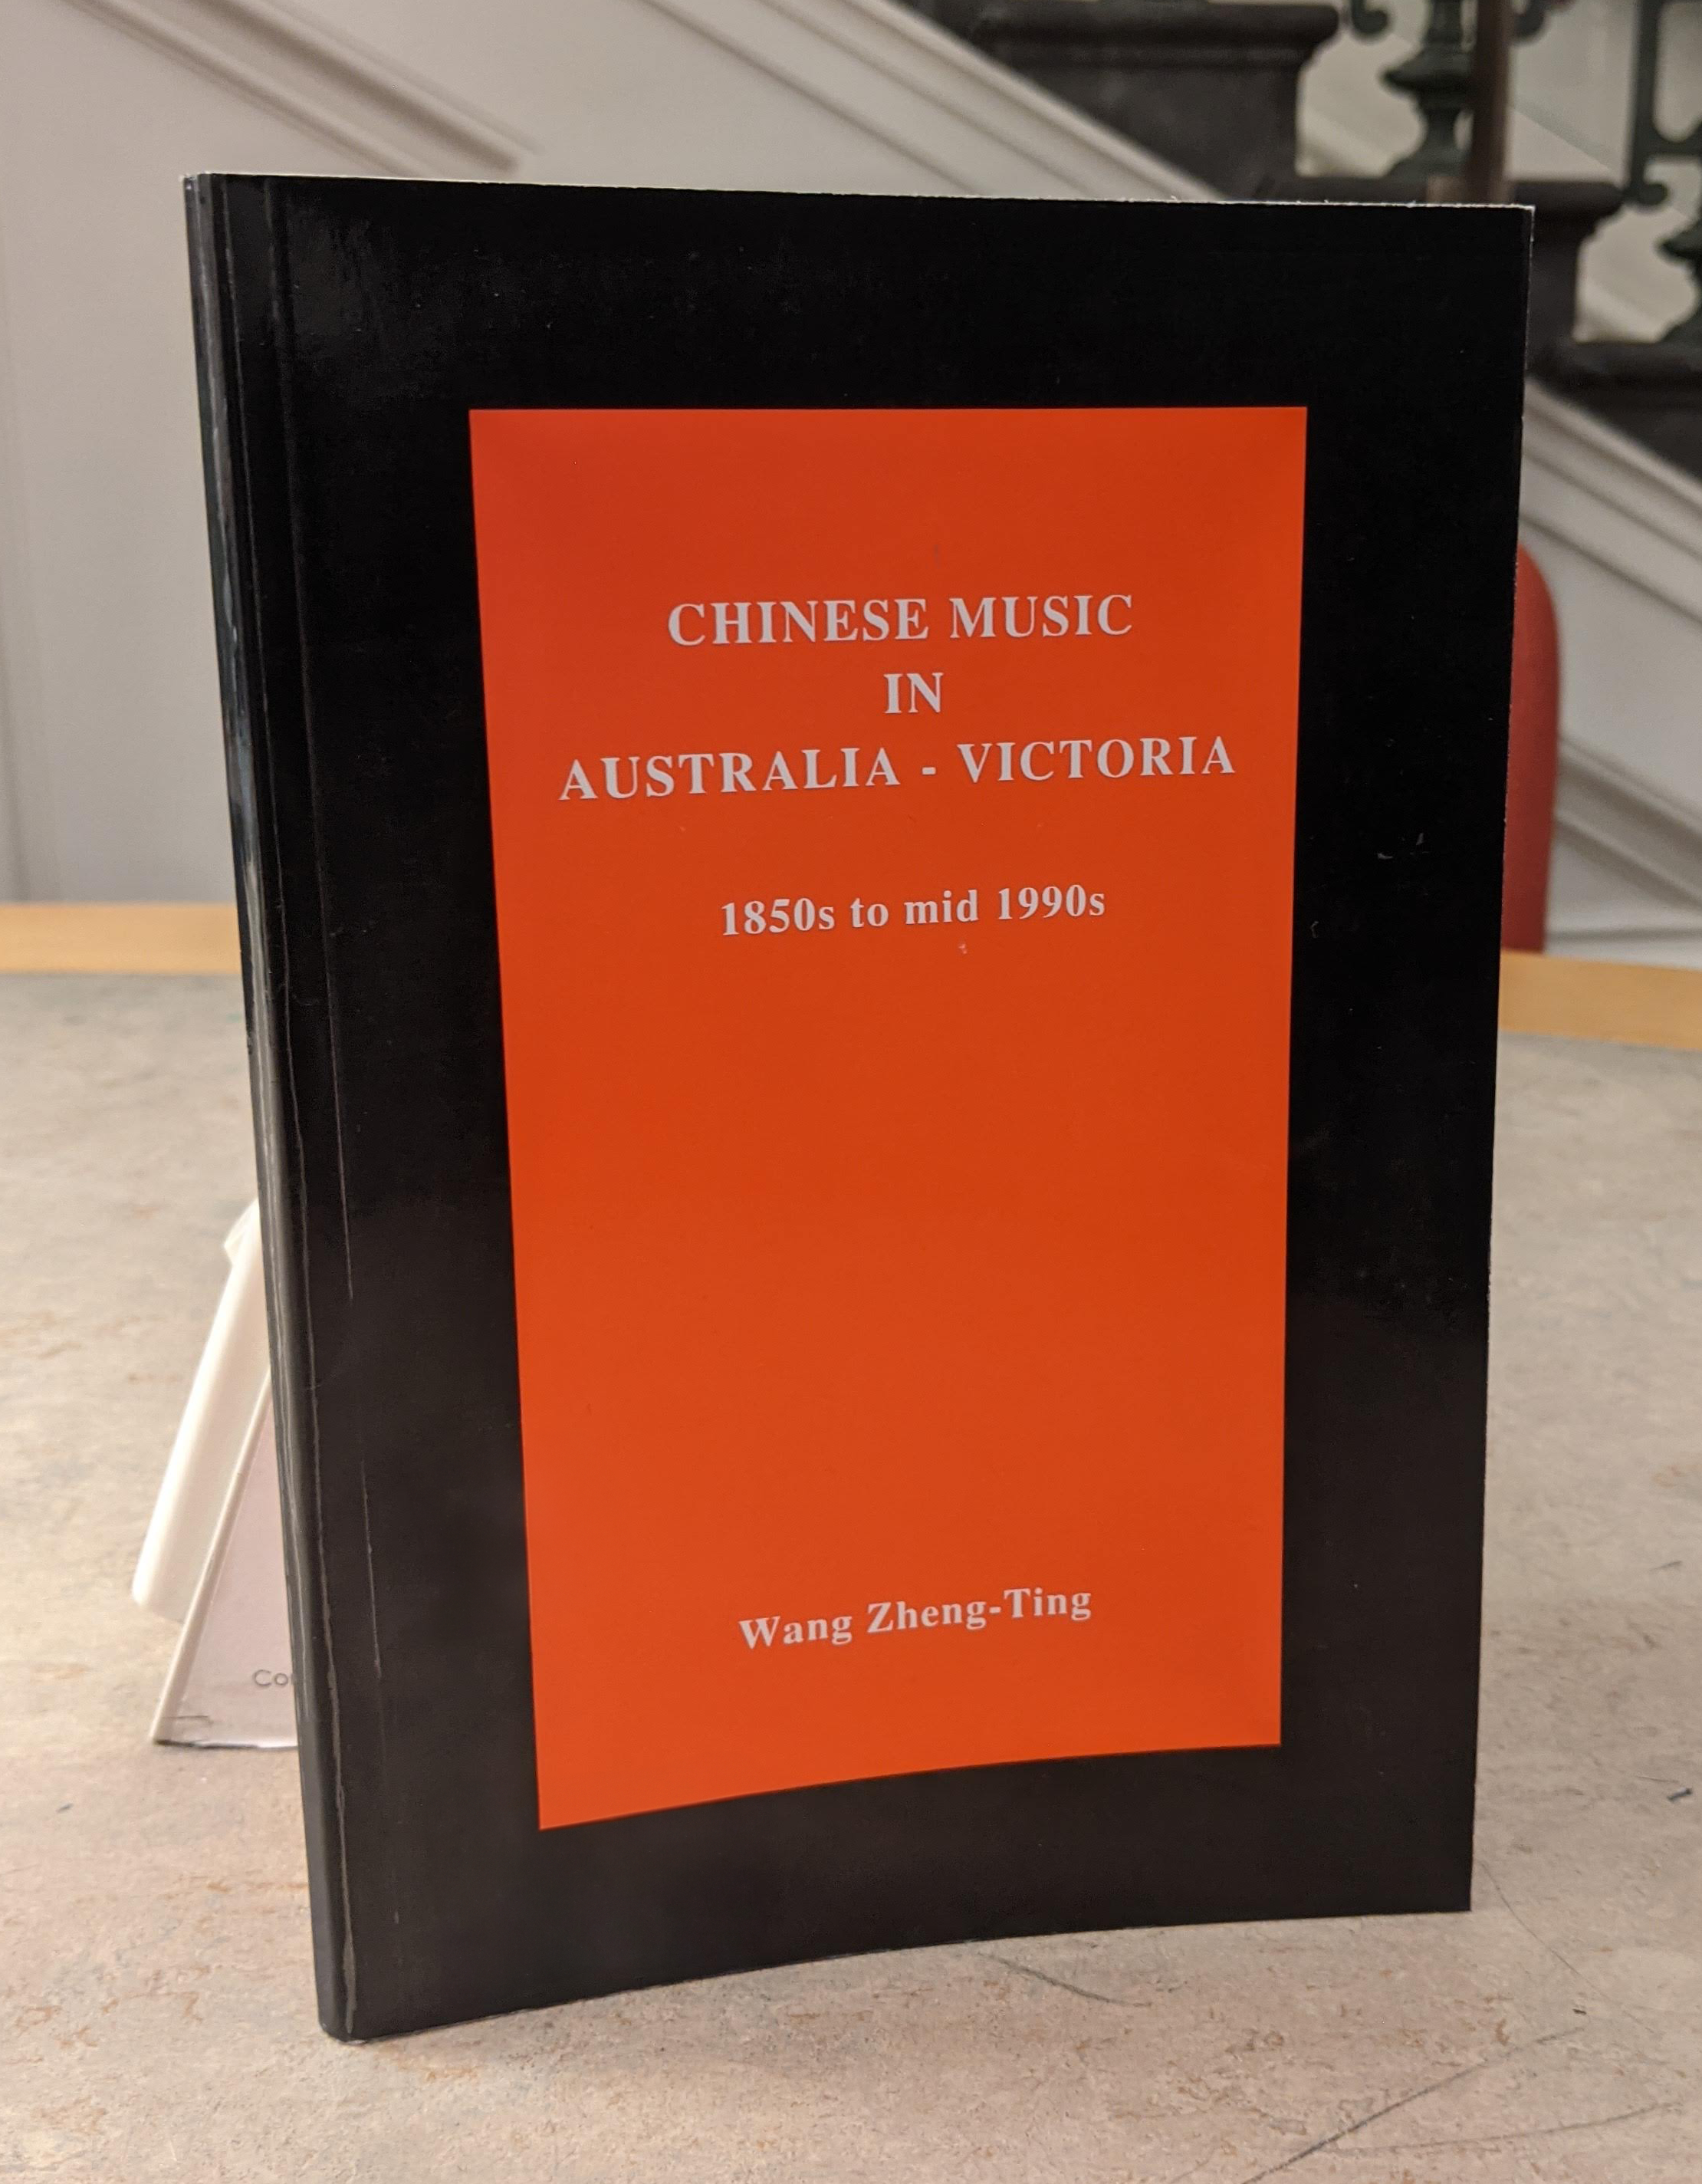 CHINESE MUSIC
IN
AUSTRALIA - VICTORIA
1850s to mid 1990s
Wang Zheng-Ting